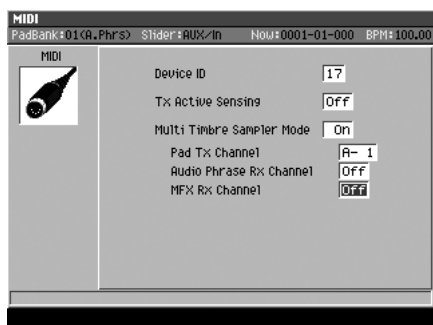 MIDI
PadBank:01(A.Phrs) Slider:AUX/In Now:0001-01-000 BPM:100.00
MIDI
Device ID 17
Tx Active Sensing Off
Multi Timbre Sampler Mode On
Pad Tx Channel A- 1
Audio Phrase Rx Channel Off
MFX Rx Channel Off